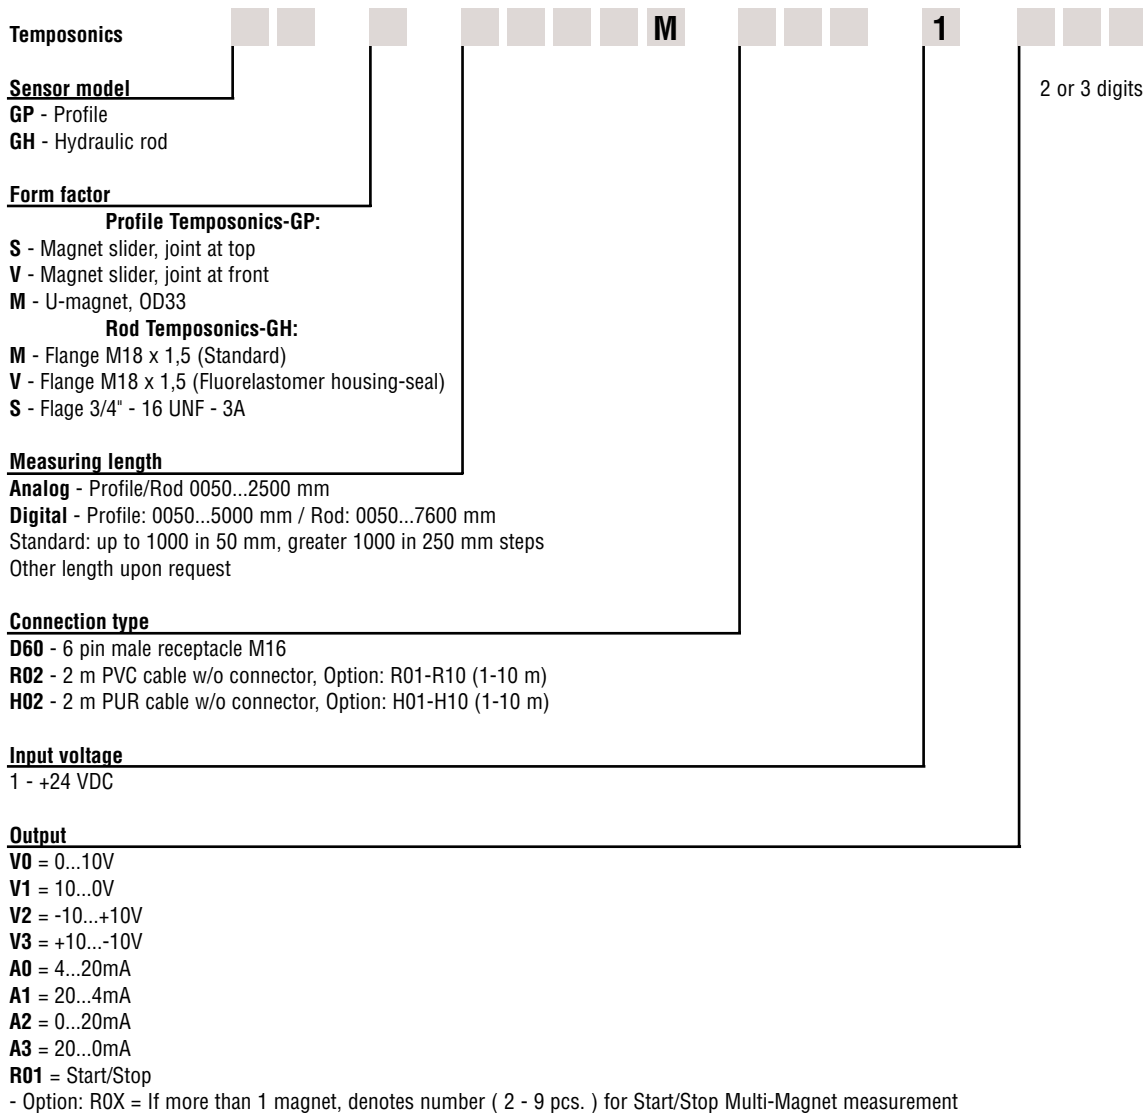 Temposonics M 1
Sensor model 2 or 3 digits
GP - Profile
GH - Hydraulic rod
Form factor
Profile Temposonics-GP:
S - Magnet slider, joint at top
V - Magnet slider, joint at front
M - U-magnet, OD33
Rod Temposonics-GH:
M - Flange M18 x 1,5 (Standard)
V - Flange M18 x 1,5 (Fluorelastomer housing-seal)
S - Flage 3/4" - 16 UNF - 3A
Measuring length
Analog - Profile/Rod 0050...2500 mm
Digital - Profile: 0050...5000 mm / Rod: 0050...7600 mm
Standard: up to 1000 in 50 mm, greater 1000 in 250 mm steps
Other length upon request
Connection type
D60 - 6 pin male receptacle M16
R02 - 2 m PVC cable w/o connector, Option: R01-R10 (1-10 m)
H02 - 2 m PUR cable w/o connector, Option: H01-H10 (1-10 m)
Input voltage
1 - +24 VDC
Output
V0 = 0...10V
V1 = 10...0V
V2 = -10...+10V
V3 = +10...-10V
A0 = 4...20mA
A1 = 20...4mA
A2 = 0...20mA
A3 = 20...0mA
R01 = Start/Stop
- Option: R0X = If more than 1 magnet, denotes number ( 2 - 9 pcs. ) for Start/Stop Multi-Magnet measurement